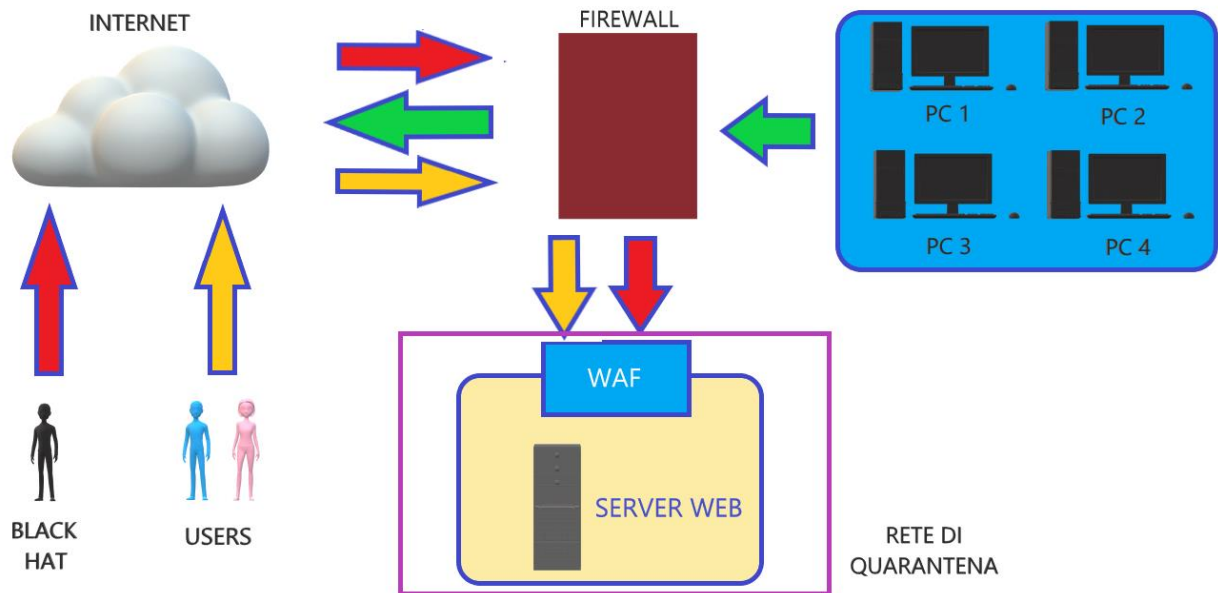 INTERNET
FIREWALL
PC 1
PC 2
PC 3
PC 4
WAF
SERVER WEB
BLACK
HAT
USERS
RETE DI
QUARANTENA